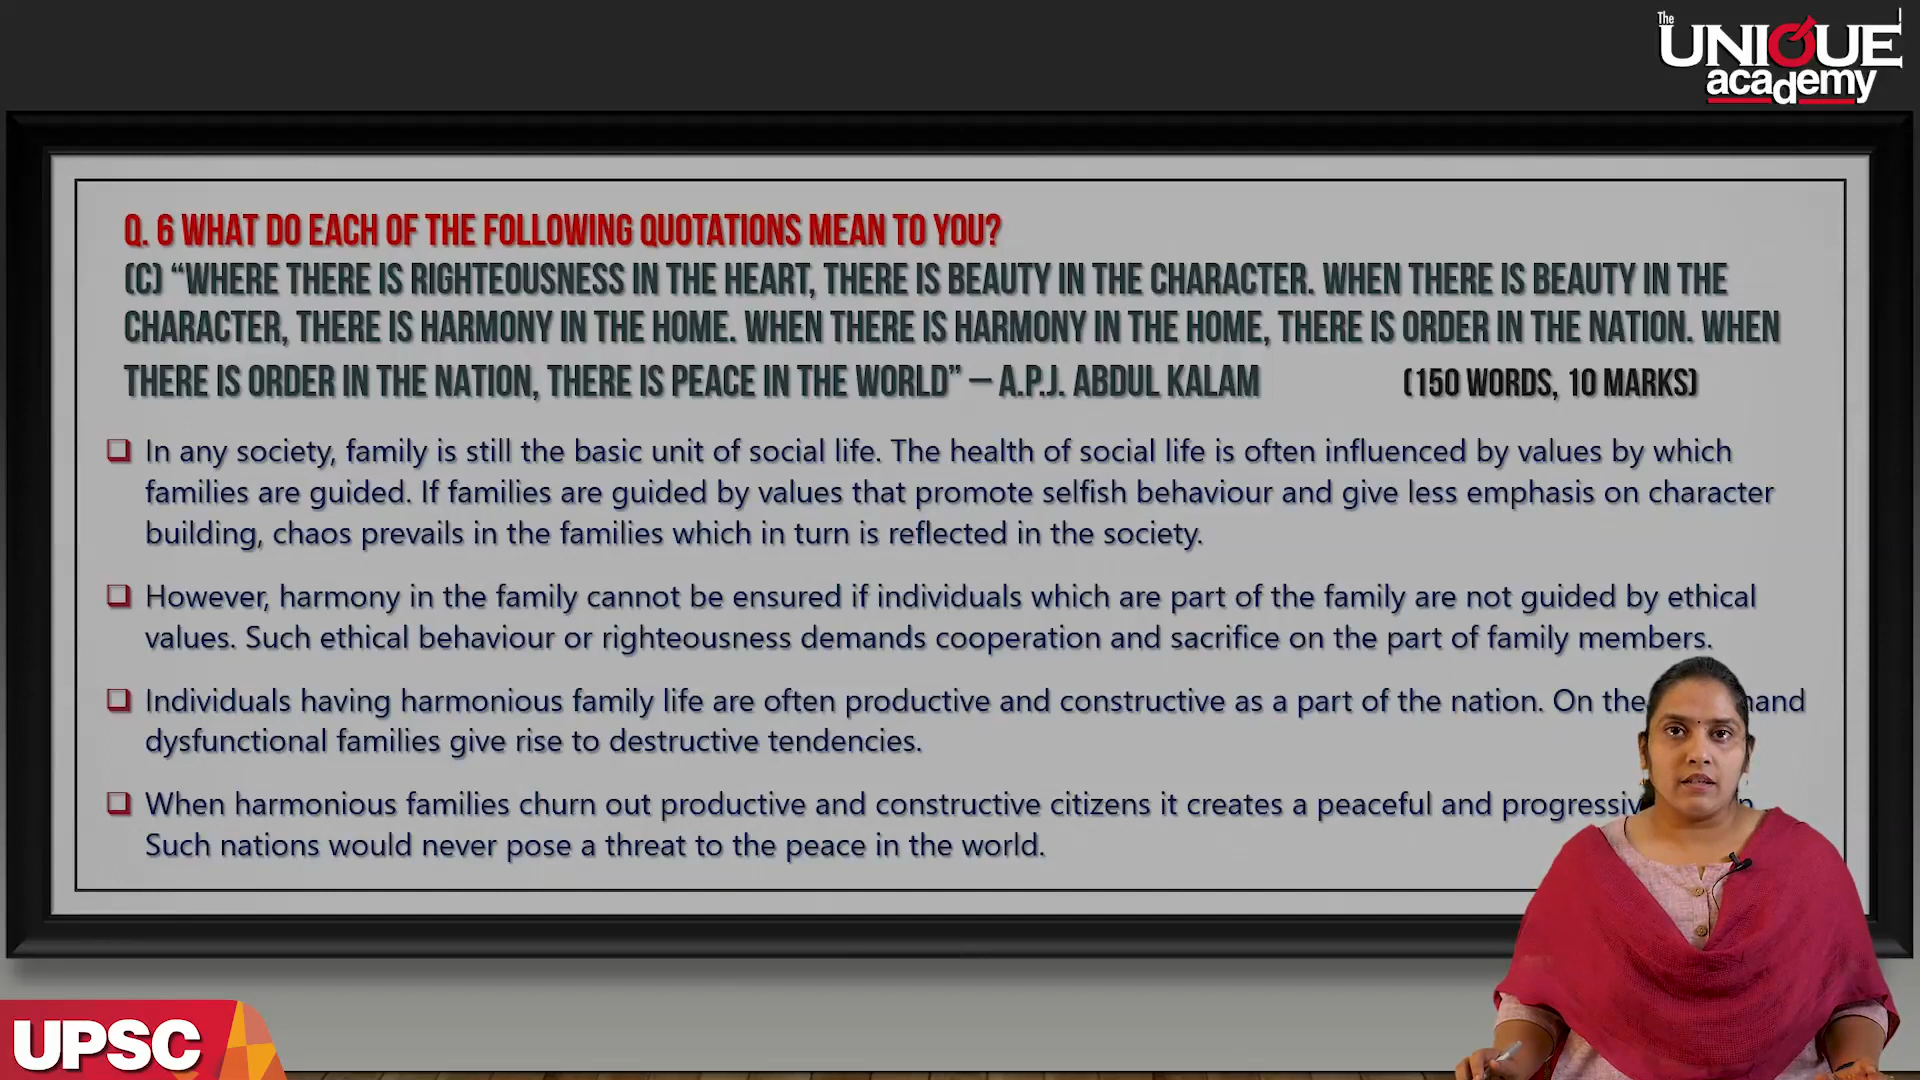 The
UNIQUE
academy
Q. 6 WHAT DO EACH OF THE FOLLOWING QUOTATIONS MEAN TO YOU?
(C) “WHERE THERE IS RIGHTEOUSNESS IN THE HEART, THERE IS BEAUTY IN THE CHARACTER. WHEN THERE IS BEAUTY IN THE
CHARACTER, THERE IS HARMONY IN THE HOME. WHEN THERE IS HARMONY IN THE HOME, THERE IS ORDER IN THE NATION. WHEN
THERE IS ORDER IN THE NATION, THERE IS PEACE IN THE WORLD” – A.P.J. ABDUL KALAM (150 WORDS, 10 MARKS)
In any society, family is still the basic unit of social life. The health of social life is often influenced by values by which
families are guided. If families are guided by values that promote selfish behaviour and give less emphasis on character
building, chaos prevails in the families which in turn is reflected in the society.
However, harmony in the family cannot be ensured if individuals which are part of the family are not guided by ethical
values. Such ethical behaviour or righteousness demands cooperation and sacrifice on the part of family members.
Individuals having harmonious family life are often productive and constructive as a part of the nation. On the hand
dysfunctional families give rise to destructive tendencies.
When harmonious families churn out productive and constructive citizens it creates a peaceful and
Such nations would never pose a threat to the peace in the world.
UPSC